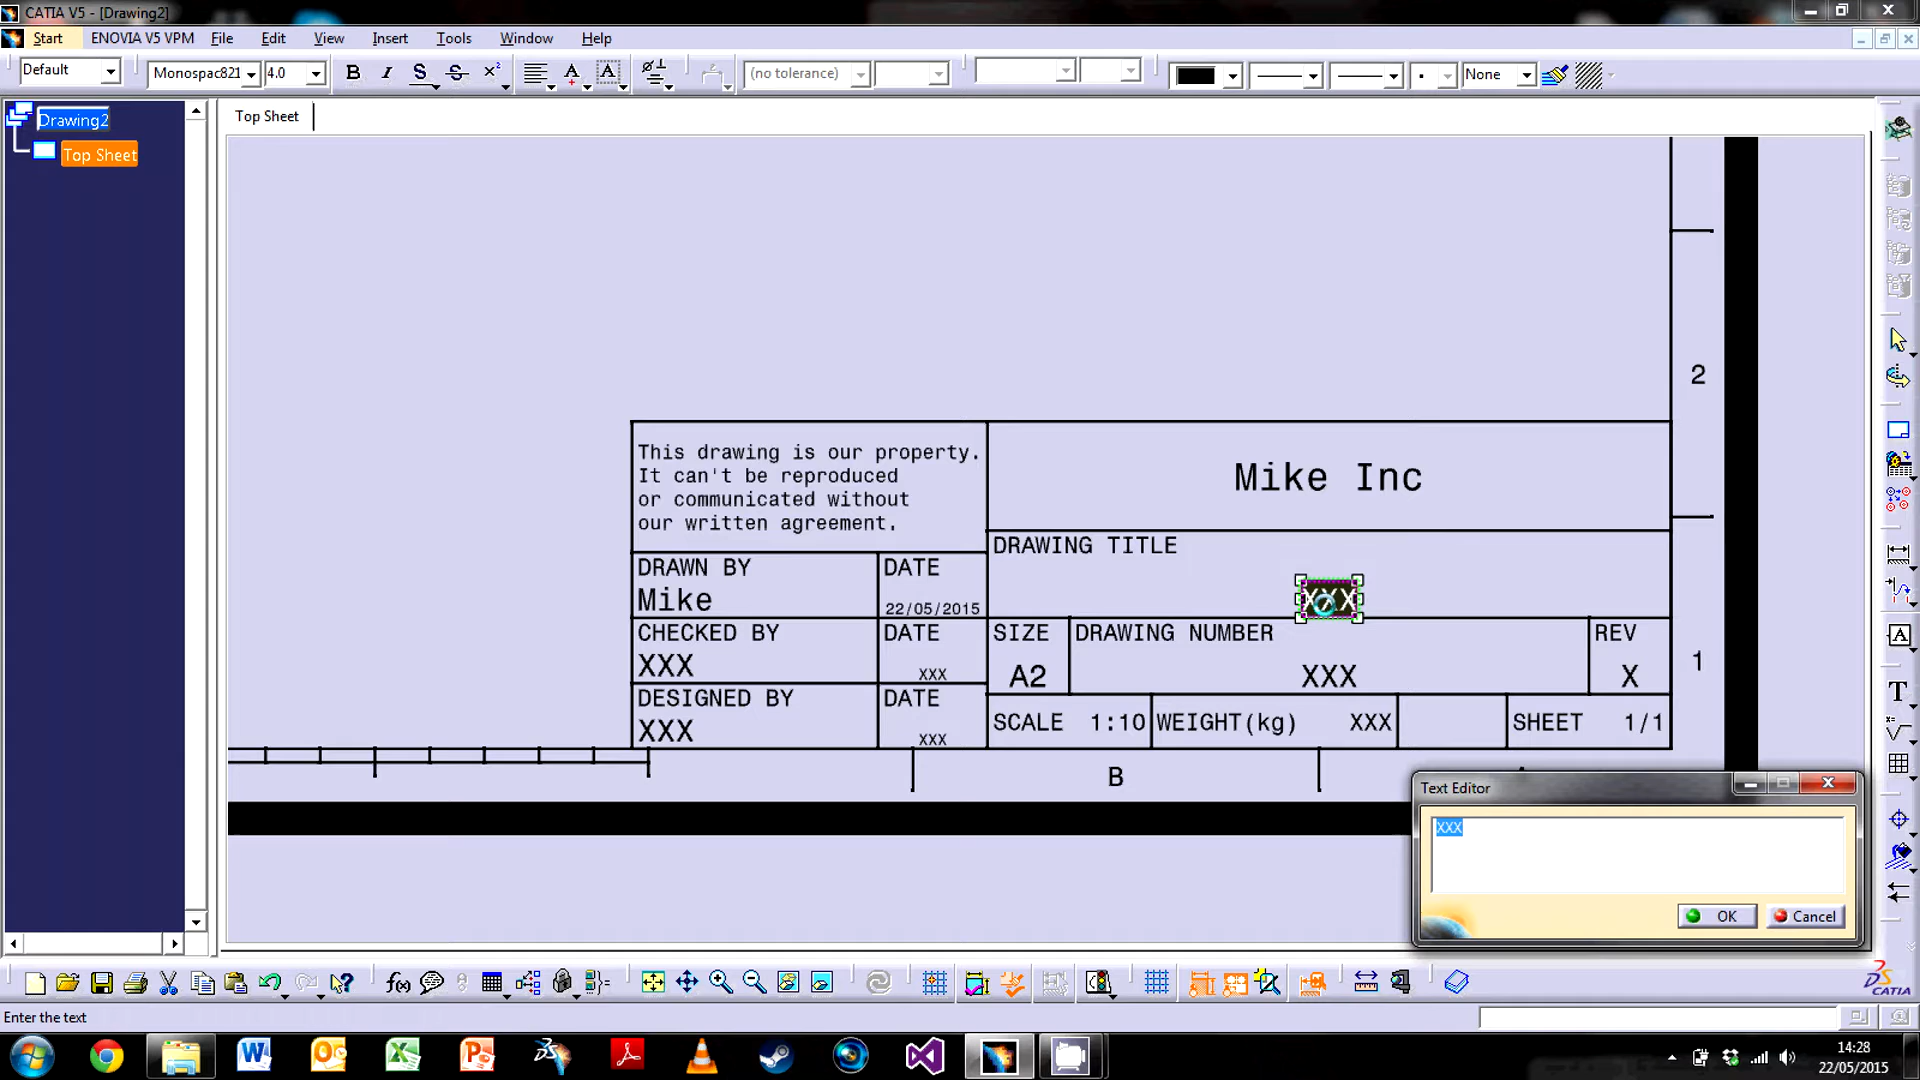 CATIA V5 - [Drawing2]
Start ENOVIA V5 VPM File Edit View Insert Tools Window Help
Default Monospac821 4.0 B I S S (no tolerance) None
Drawing2
Top Sheet
Top Sheet
2
This drawing is our property.
It can't be reproduced
or communicated without
our written agreement.
Mike Inc
DRAWING TITLE
XXX
DRAWN BY
Mike
DATE
22/05/2015
CHECKED BY
XXX
DATE
XXX
SIZE
A2
DRAWING NUMBER
XXX
REV
X
1
DESIGNED BY
XXX
DATE
XXX
SCALE 1:10
WEIGHT(kg) XXX
SHEET 1/1
B
Text Editor
XXX
OK
Cancel
CATIA
Enter the text
14:28
22/05/2015